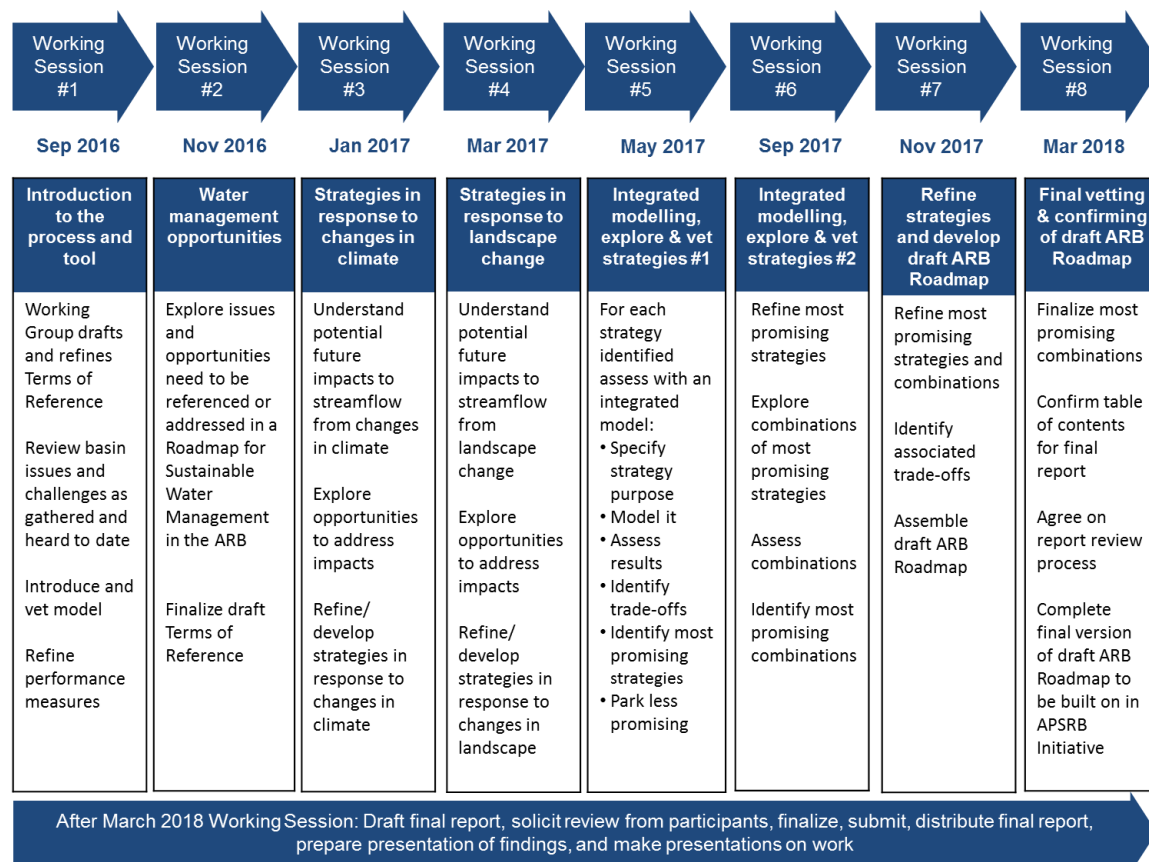 Working
Session
#1
Working
Session
#2
Working
Session
#3
Working
Session
#4
Working
Session
#5
Working
Session
#6
Working
Session
#7
Working
Session
#8
Sep 2016
Nov 2016
Jan 2017
Mar 2017
May 2017
Sep 2017
Nov 2017
Mar 2018
Introduction
to the
process and
tool
Working
Group drafts
and refines
Terms of
Reference
Review basin
issues and
challenges as
gathered and
heard to date
Introduce and
vet model
Refine
performance
measures
Water
management
opportunities
Explore issues
and
opportunities
need to be
referenced or
addressed in a
Roadmap for
Sustainable
Water
Management
in the ARB
Finalize draft
Terms of
Reference
Strategies in
response to
changes in
climate
Understand
potential
future
impacts to
streamflow
from changes
in climate
Explore
opportunities
to address
impacts
Refine/
develop
strategies in
response to
changes in
climate
Strategies in
response to
landscape
change
Understand
potential
future
impacts to
streamflow
from
landscape
change
Explore
opportunities
to address
impacts
Refine/
develop
strategies in
response to
changes in
landscape
Integrated
modelling,
explore & vet
strategies #1
For each
strategy
identified
assess with an
integrated
model:
• Specify
strategy
purpose
• Model it
• Assess
results
• Identify
trade-offs
• Identify most
promising
strategies
• Park less
promising
Integrated
modelling,
explore & vet
strategies #2
Refine most
promising
strategies
Explore
combinations
of most
promising
strategies
Assess
combinations
Identify most
promising
combinations
Refine
strategies
and develop
draft ARB
Roadmap
Refine most
promising
strategies and
combinations
Identify
associated
trade-offs
Assemble
draft ARB
Roadmap
Final vetting
& confirming
of draft ARB
Roadmap
Finalize most
promising
combinations
Confirm table
of contents
for final
report
Agree on
report review
process
Complete
final version
of draft ARB
Roadmap to
be built on in
APSRB
Initiative
After March 2018 Working Session: Draft final report, solicit review from participants, finalize, submit, distribute final report,
prepare presentation of findings, and make presentations on work